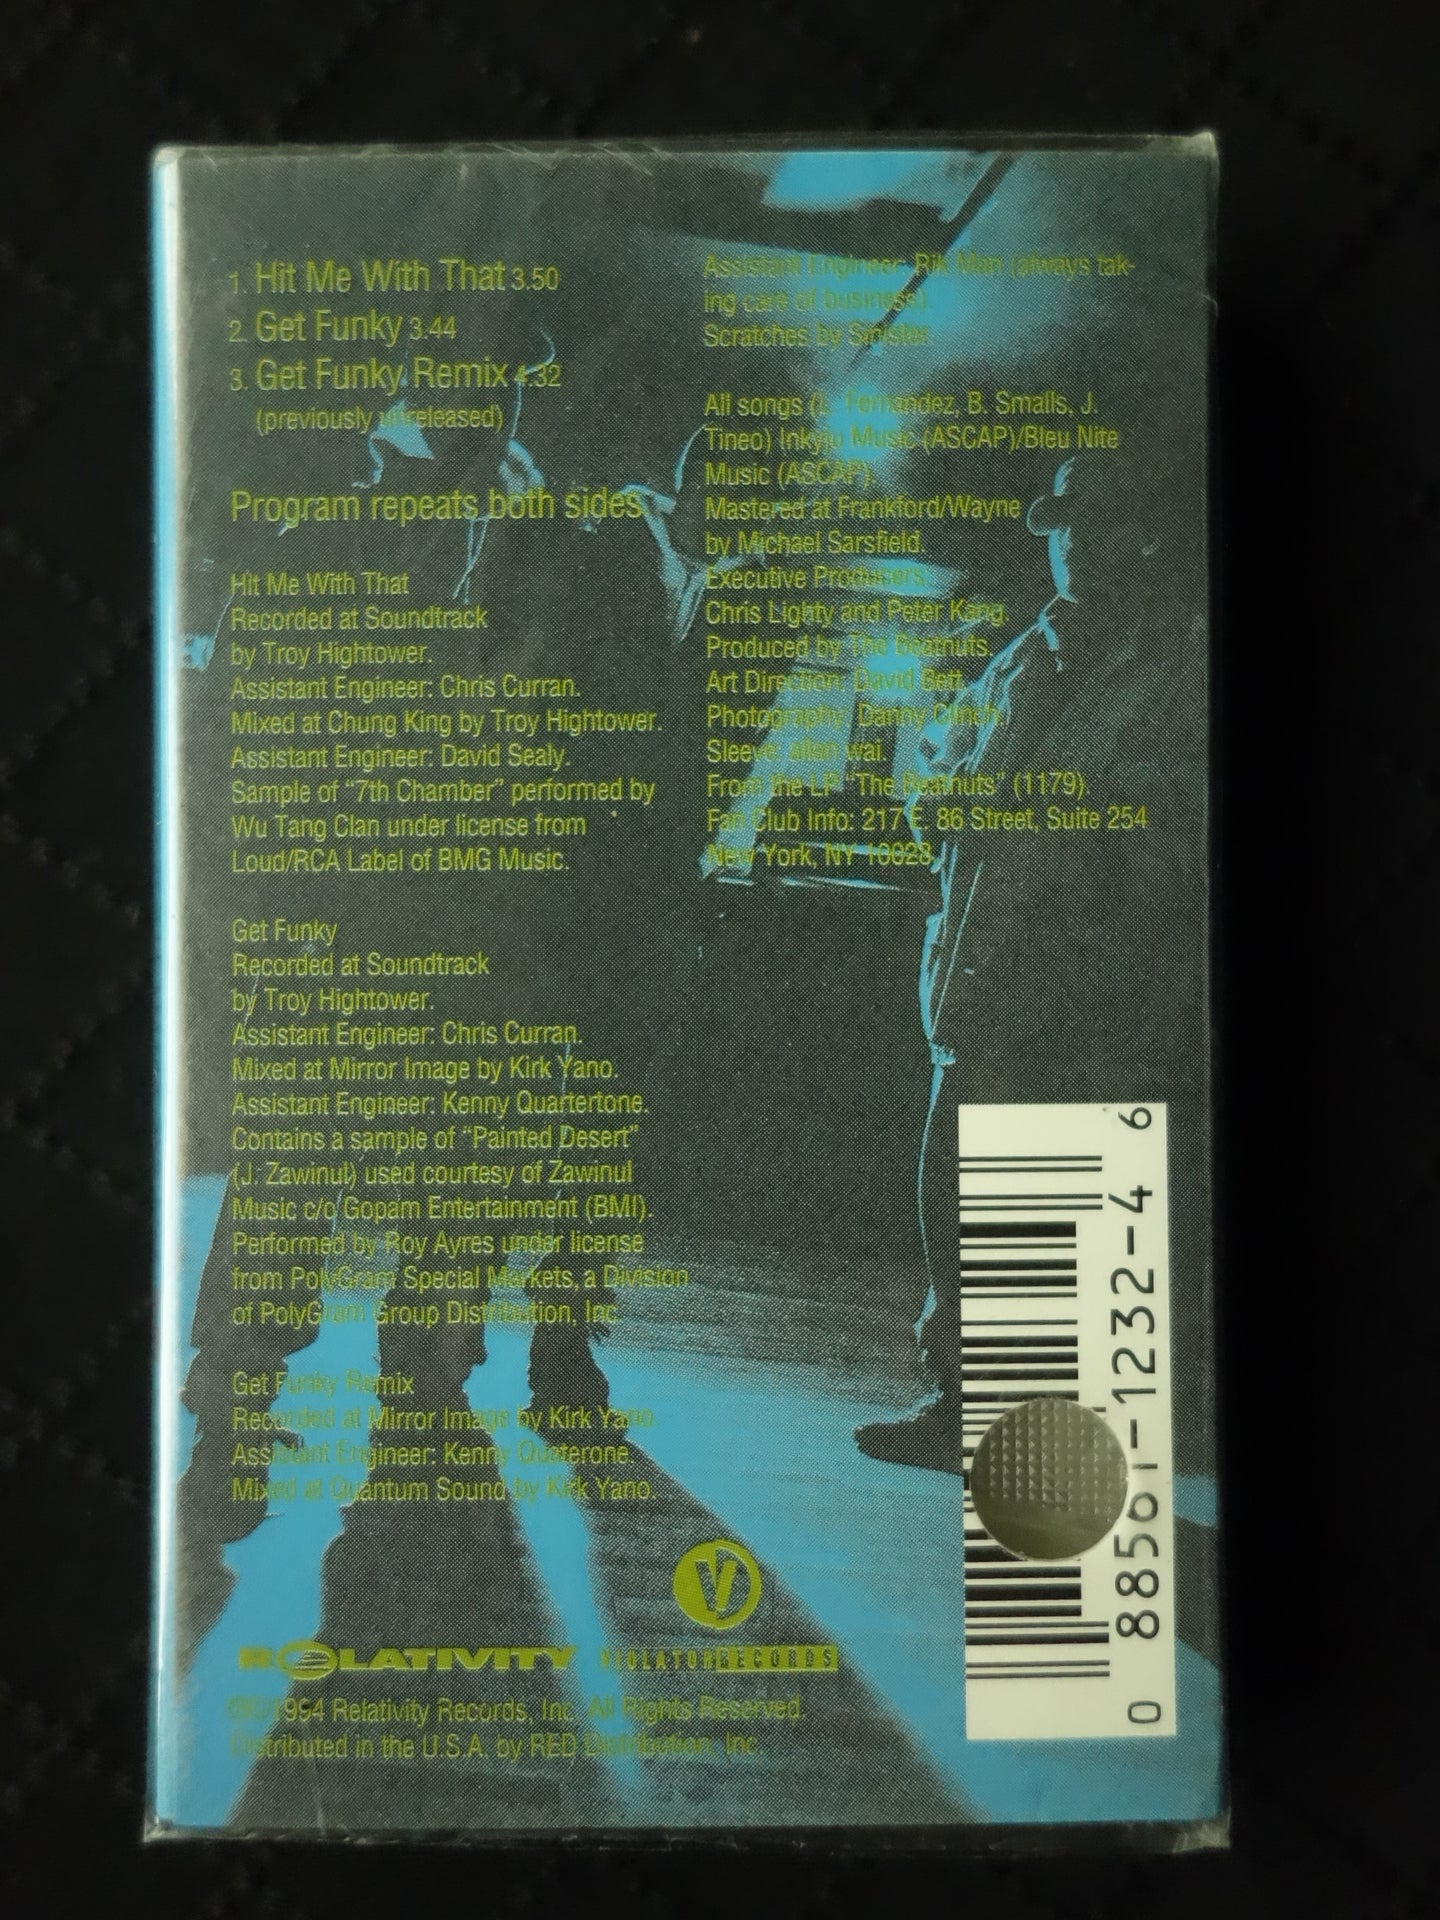 1. Hit Me With That 3.50
2. Get Funky 3:44
3. Get Funky Remix 4:32
(previously unreleased)
Program repeats both sides
Hit Me With That
Recorded at Soundtrack
by Troy Hightower.
Assistant Engineer: Chris Curran.
Mixed at Chung King by Troy Hightower.
Assistant Engineer: David Sealy.
Sample of "7th Chamber" performed by
Wu Tang Clan under license from
Loud/RCA Label of BMG Music.
Get Funky
Recorded at Soundtrack
by Troy Hightower.
Assistant Engineer: Chris Curran.
Mixed at Mirror Image by Kirk Yano.
Assistant Engineer: Kenny Quartertone.
Contains a sample of "Painted Desert"
(J. Zawinul) used courtesy of Zawinul
Music c/o Gopam Entertainment (BMI).
Performed by Roy Ayres under license
from PolyGram Special Markets, a Division
of PolyGram Group Distribution, Inc.
Get Funky Remix
Recorded at Mirror Image by Kirk Yano.
Assistant Engineer: Kenny Quaterone.
Mixed at Quantum Sound by Kirk Yano.
Assistant Engineer: Rik Man (always tak-
ing care of business).
Scratches by Sinister.
All songs (L. Fernandez, B. Smalls, J.
Tineo) Inkyju Music (ASCAP)/Bleu Nite
Music (ASCAP).
Mastered at Frankford/Wayne
by Michael Sarsfield.
Executive Producers:
Chris Lighty and Peter Kang.
Produced by The Beatnuts.
Art Direction: David Bett.
Photography: Danny Clinch.
Sleeve: allan wai.
From the LP "The Beatnuts" (1179).
Fan Club Info: 217 E. 86 Street, Suite 254
New York, NY 10028
V
RELATIVITY VIOLATOR RECORDS
℗© 1994 Relativity Records, Inc. All Rights Reserved.
Distributed in the U.S.A. by RED Distribution, Inc.
0 88561-1232-4 6